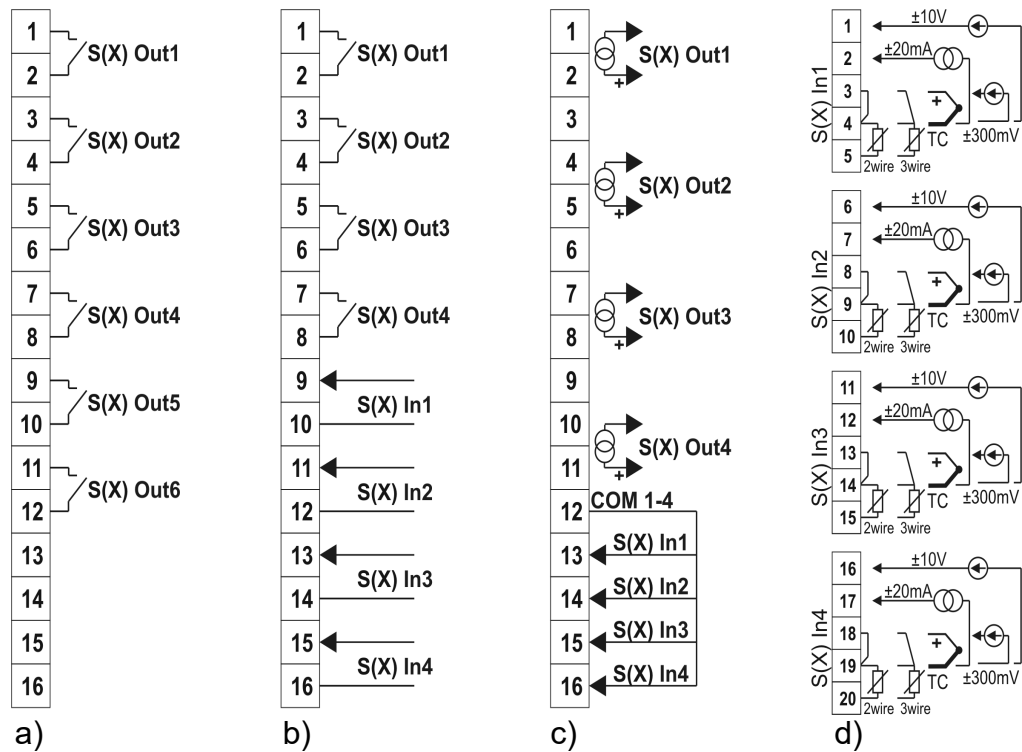 1
2
3
4
5
6
7
8
9
10
11
12
13
14
15
16
S(X) Out1
S(X) Out2
S(X) Out3
S(X) Out4
S(X) Out5
S(X) Out6
a)
1
2
3
4
5
6
7
8
9
10
11
12
13
14
15
16
S(X) Out1
S(X) Out2
S(X) Out3
S(X) Out4
S(X) In1
S(X) In2
S(X) In3
S(X) In4
b)
1
2
3
4
5
6
7
8
9
10
11
12
13
14
15
16
+
S(X) Out1
+
S(X) Out2
+
S(X) Out3
+
S(X) Out4
COM 1-4
S(X) In1
S(X) In2
S(X) In3
S(X) In4
c)
S(X) In1
1
2
3
4
5
±10V
±20mA
+
TC
±300mV
2wire
3wire
S(X) In2
6
7
8
9
10
±10V
±20mA
+
TC
±300mV
2wire
3wire
S(X) In3
11
12
13
14
15
±10V
±20mA
+
TC
±300mV
2wire
3wire
S(X) In4
16
17
18
19
20
±10V
±20mA
+
TC
±300mV
2wire
3wire
d)